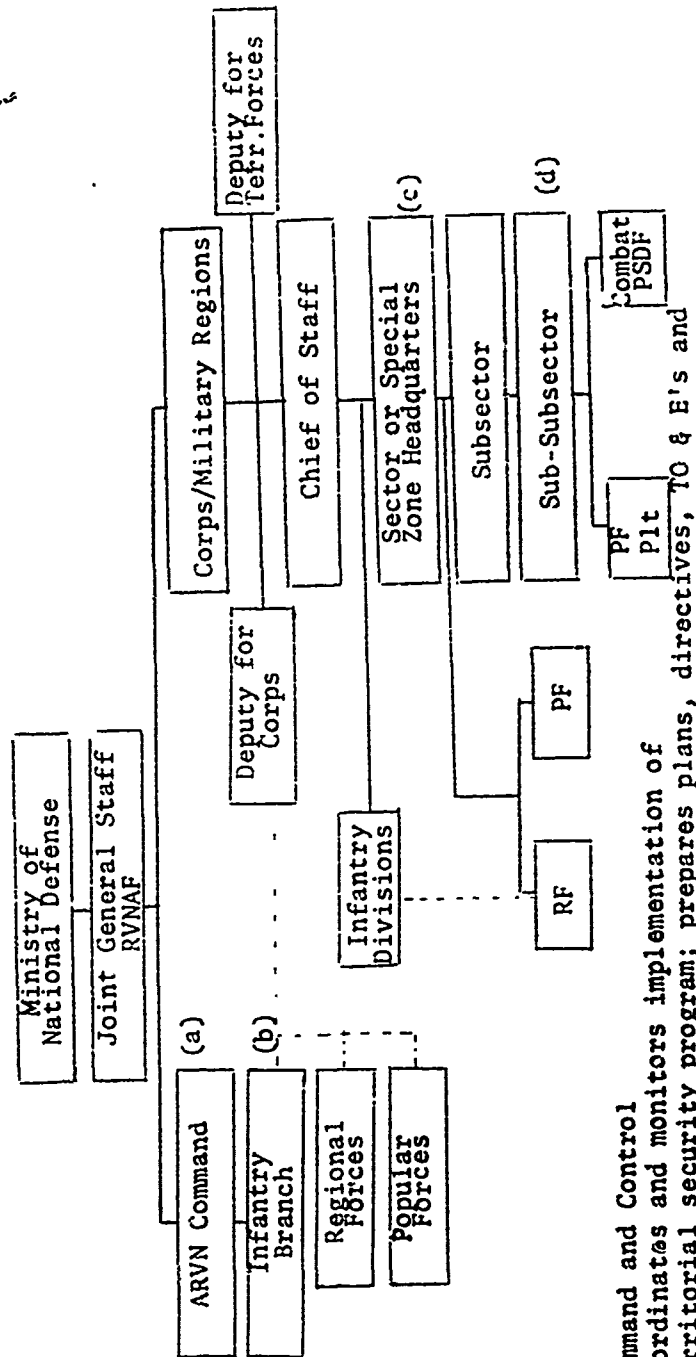 Ministry of
National Defense
Joint General Staff
RVNAF
ARVN Command
(a)
Infantry
Branch
(b)
Regional
Forces
Popular
Forces
Corps/Military Regions
Deputy for
Corps
Deputy for
Terr.Forces
Chief of Staff
Infantry
Divisions
Sector or Special
Zone Headquarters
(c)
RF
PF
Subsector
Sub-Subsector
(d)
PF
Plt
Combat
PSDF
mmand and Control
ordinates and monitors implementation of
rritorial security program; prepares plans, directives, TO & E's and